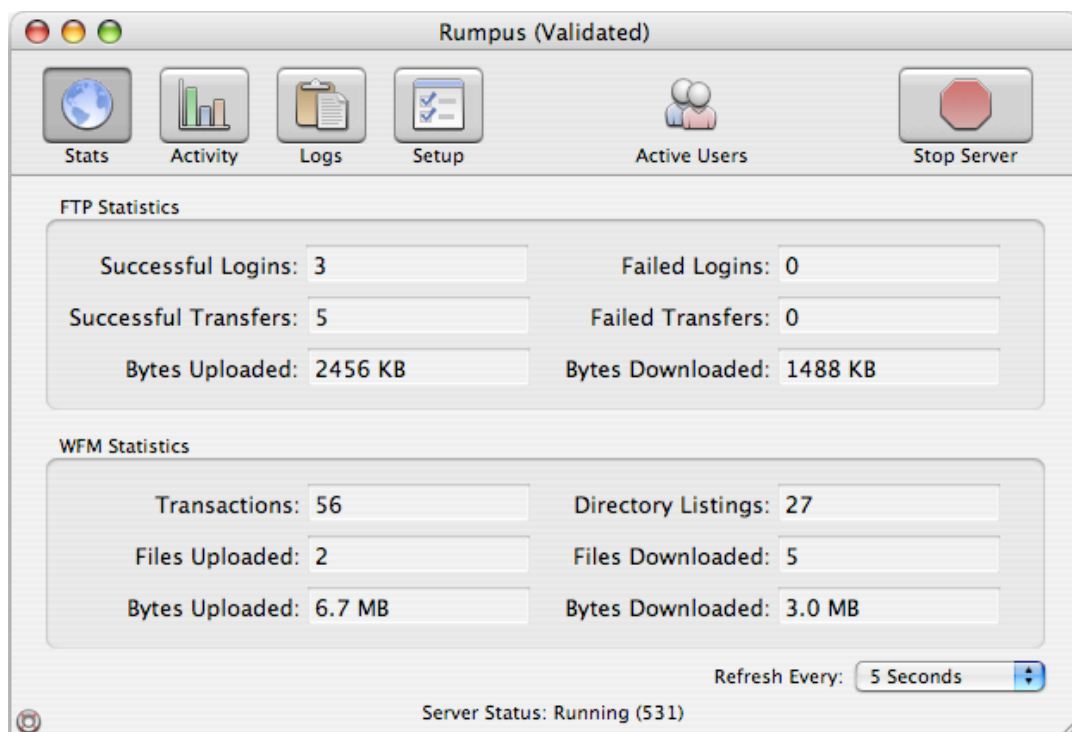 Rumpus (Validated)
Stats
Activity
Logs
Setup
Active Users
Stop Server
FTP Statistics
Successful Logins: 3
Failed Logins: 0
Successful Transfers: 5
Failed Transfers: 0
Bytes Uploaded: 2456 KB
Bytes Downloaded: 1488 KB
WFM Statistics
Transactions: 56
Directory Listings: 27
Files Uploaded: 2
Files Downloaded: 5
Bytes Uploaded: 6.7 MB
Bytes Downloaded: 3.0 MB
Refresh Every: 5 Seconds
Server Status: Running (531)